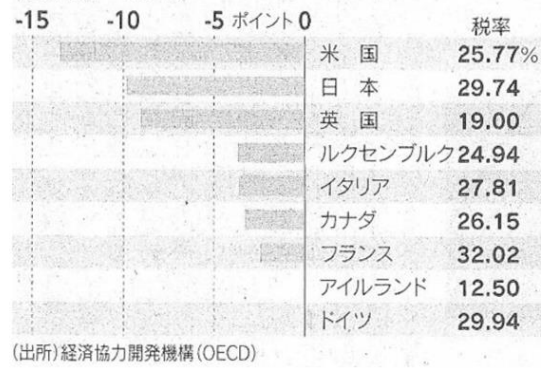 -15 -10 -5 ポイント 0 税率
米 国 25.77%
日 本 29.74
英 国 19.00
ルクセンブルク 24.94
イタリア 27.81
カナダ 26.15
フランス 32.02
アイルランド 12.50
ドイツ 29.94
(出所)経済協力開発機構(OECD)